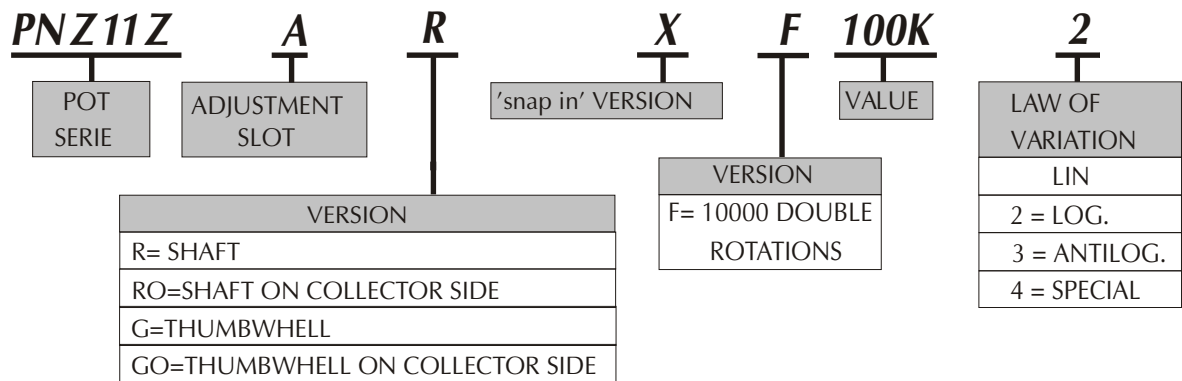 PNZ11Z A R X F 100K 2
POT
SERIE
ADJUSTMENT
SLOT
'snap in' VERSION
VALUE
LAW OF
VARIATION
LIN
2 = LOG.
3 = ANTILOG.
4 = SPECIAL
VERSION
F= 10000 DOUBLE
ROTATIONS
VERSION
R= SHAFT
RO=SHAFT ON COLLECTOR SIDE
G=THUMBWHELL
GO=THUMBWHELL ON COLLECTOR SIDE